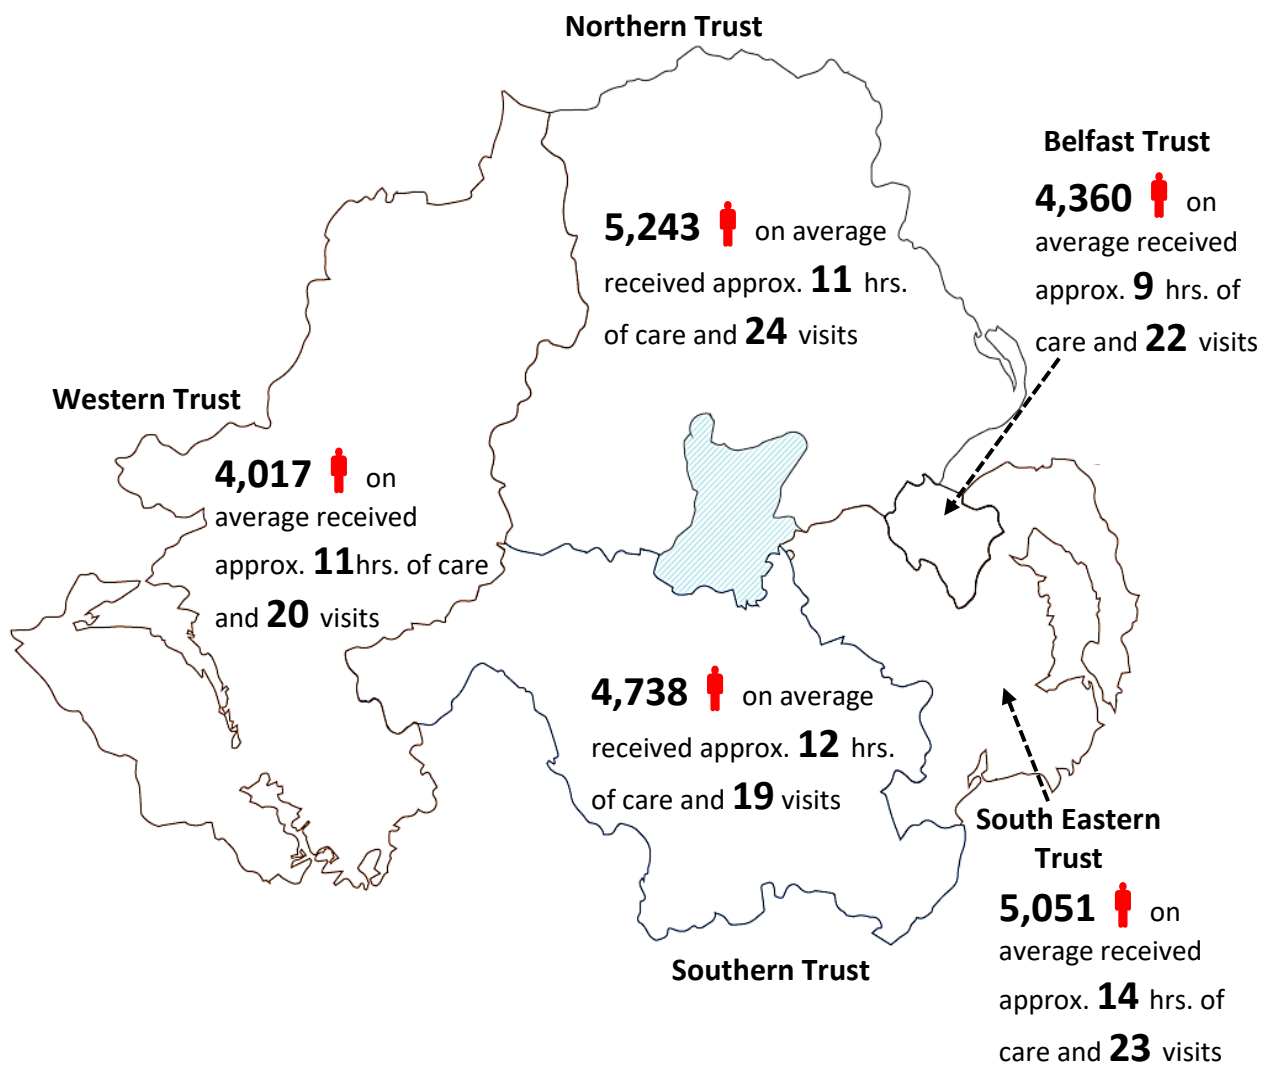 Northern Trust
5,243 on average
received approx. 11 hrs.
of care and 24 visits
Belfast Trust
4,360 on
average received
approx. 9 hrs. of
care and 22 visits
Western Trust
4,017 on
average received
approx. 11hrs. of care
and 20 visits
4,738 on average
received approx. 12 hrs.
of care and 19 visits
Southern Trust
South Eastern
Trust
5,051 on
average received
approx. 14 hrs. of
care and 23 visits